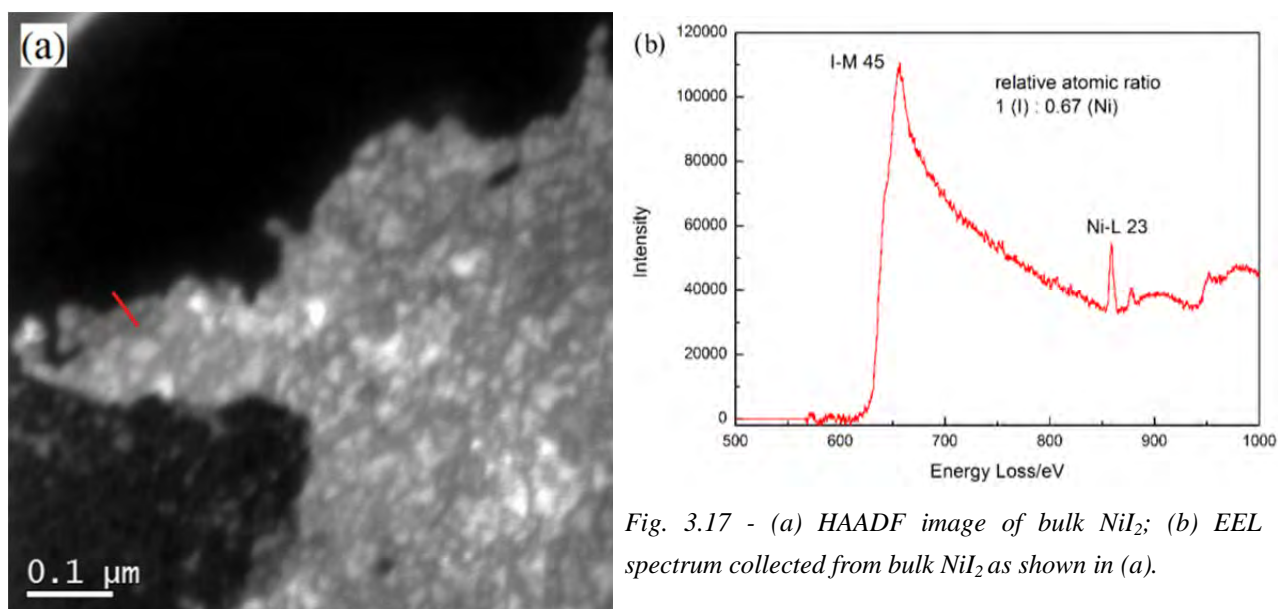 (a)
0.1 µm
(b)
I-M 45
relative atomic ratio
1 (I) : 0.67 (Ni)
Ni-L 23
120000
100000
80000
60000
40000
20000
0
Intensity
500 600 700 800 900 1000
Energy Loss/eV
Fig. 3.17 - (a) HAADF image of bulk NiI₂; (b) EEL
spectrum collected from bulk NiI₂ as shown in (a).